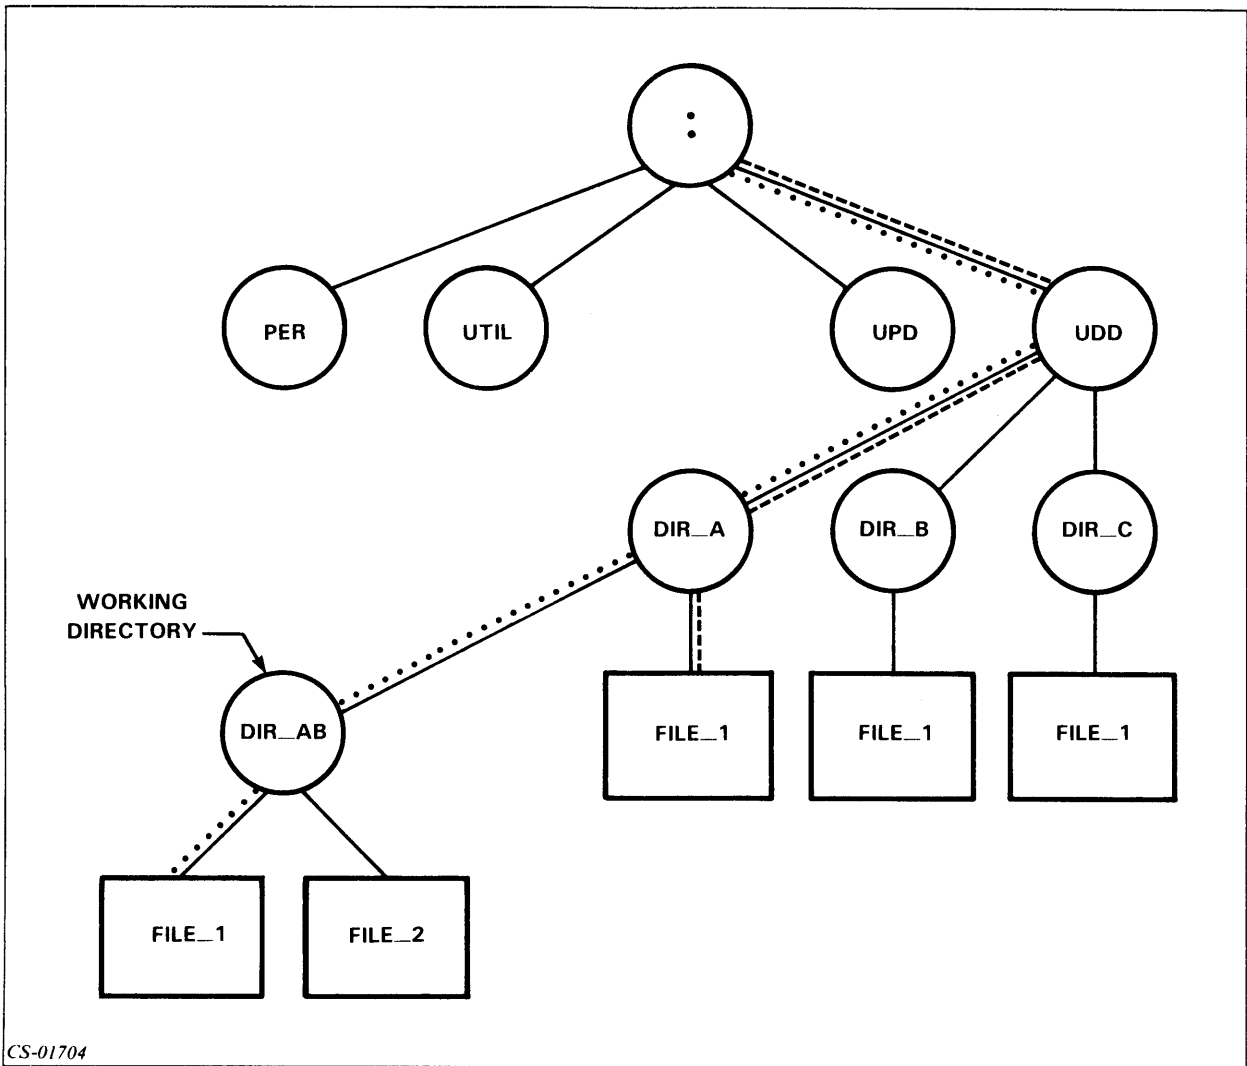 :
PER
UTIL
UPD
UDD
DIR_A
DIR_B
DIR_C
WORKING
DIRECTORY
FILE_1
FILE_1
FILE_1
DIR_AB
FILE_1
FILE_2
CS-01704